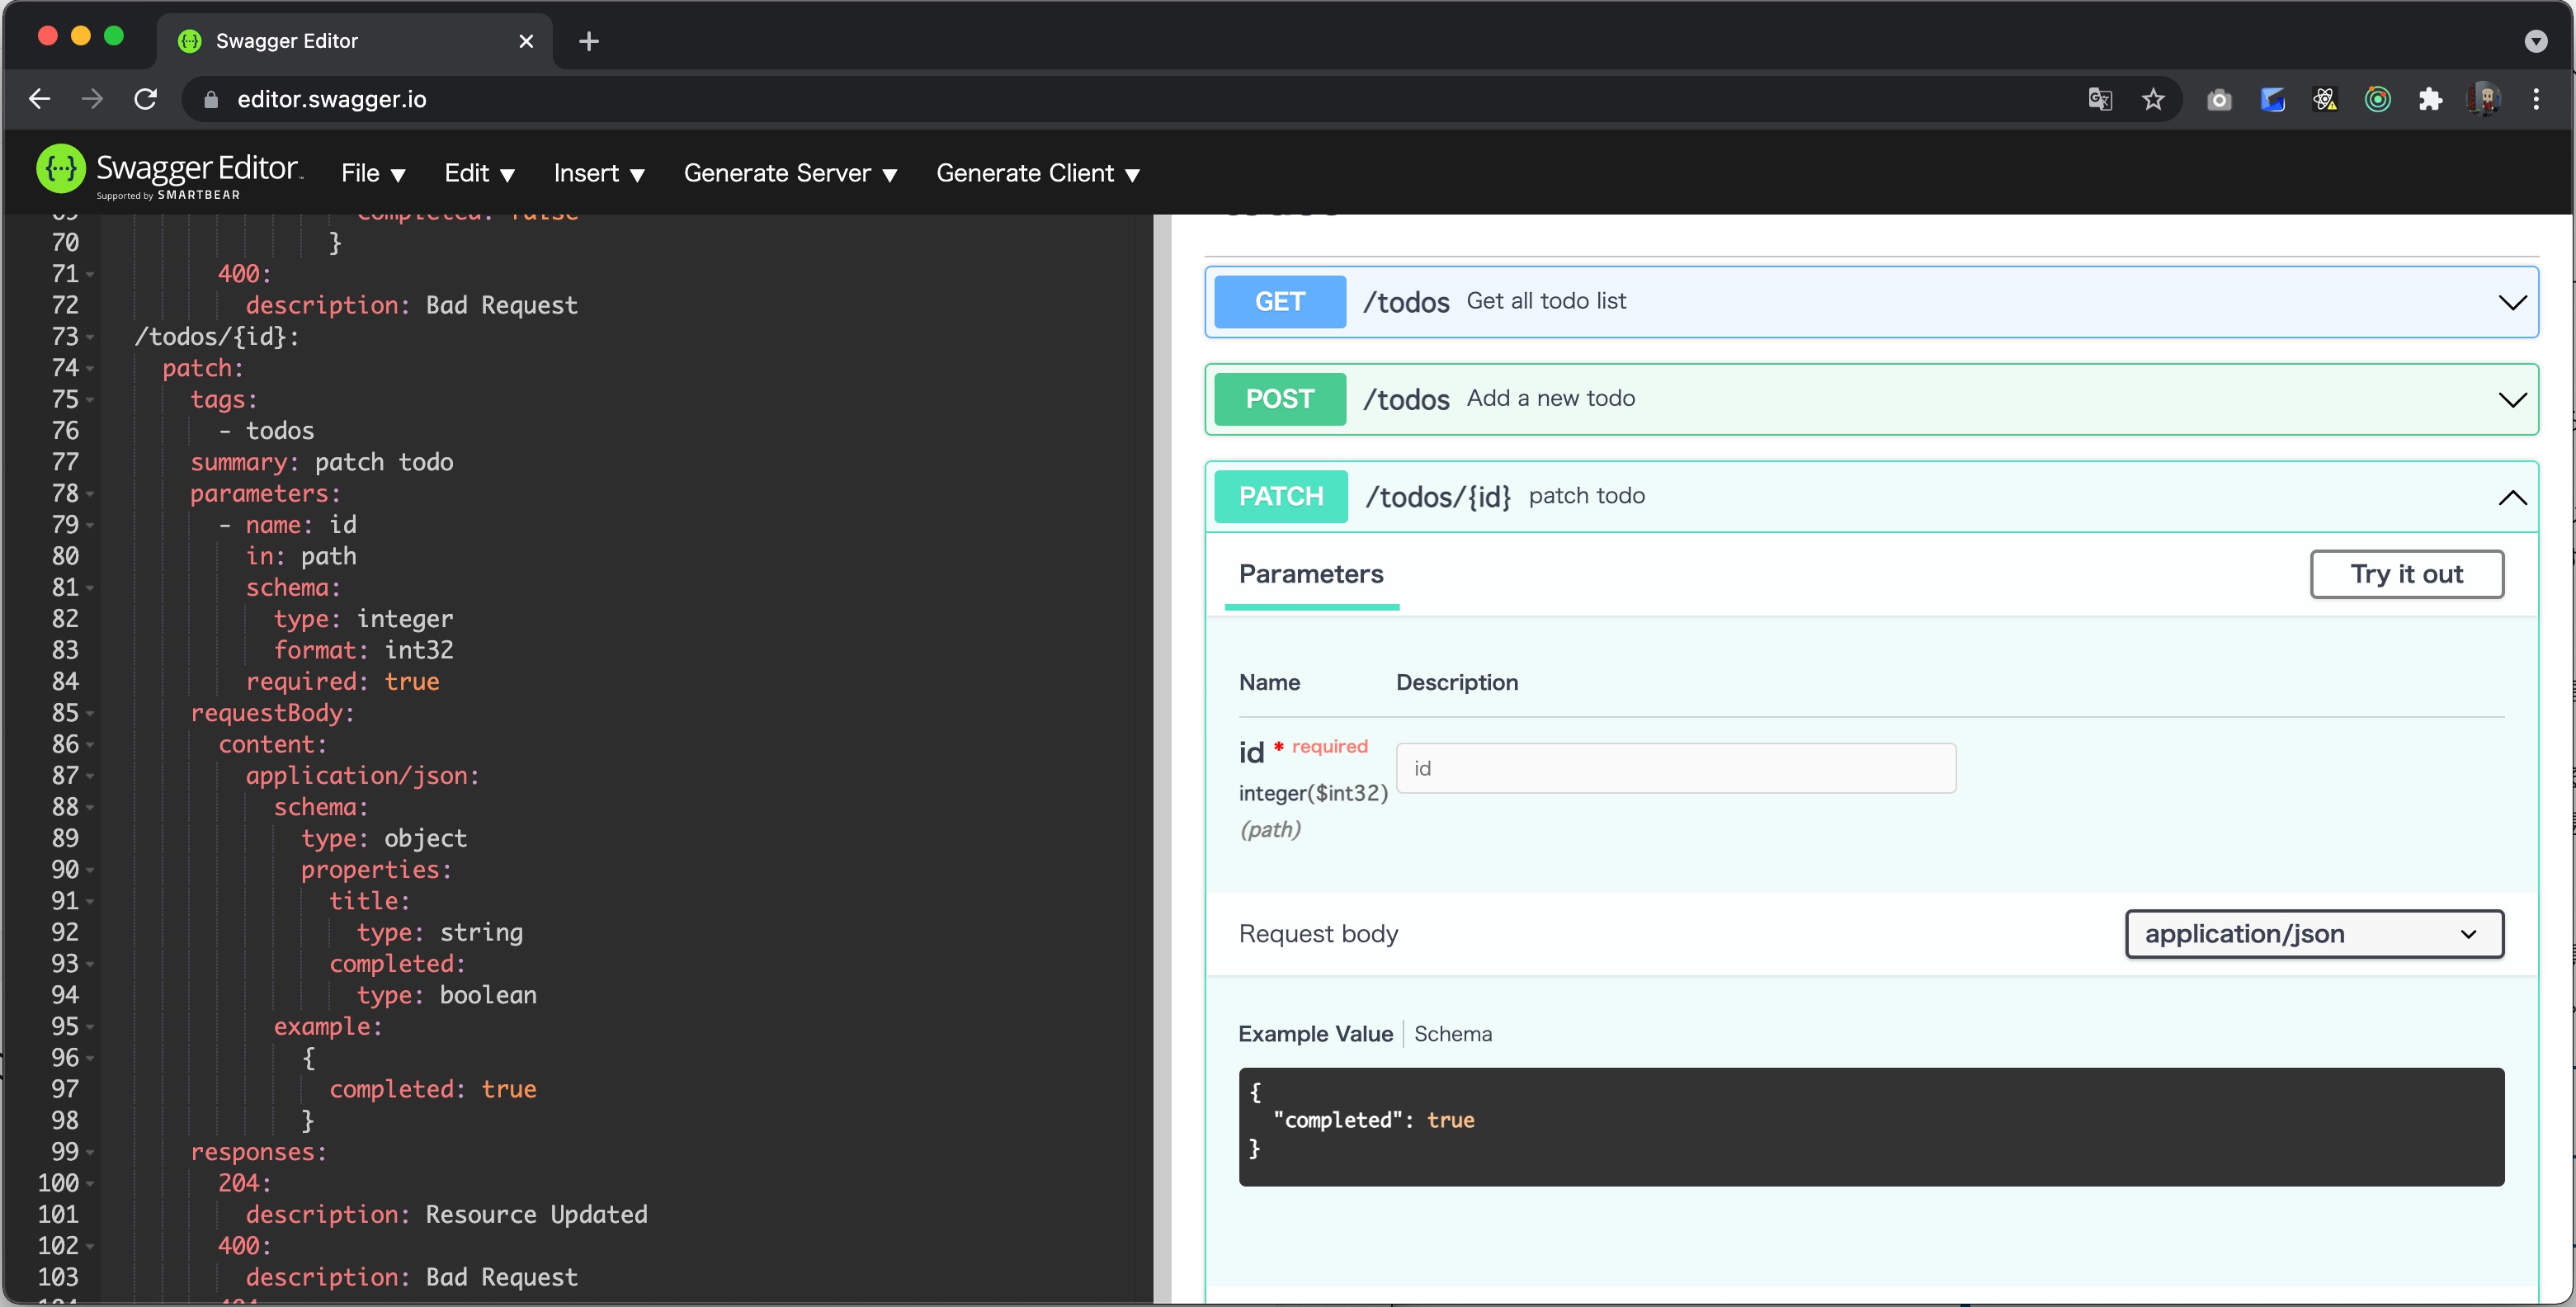 Swagger Editor
editor.swagger.io
Swagger Editor
Supported by SMARTBEAR
File ▼ Edit ▼ Insert ▼ Generate Server ▼ Generate Client ▼
69 completed: false
70 }
71 400:
72 description: Bad Request
73 /todos/{id}:
74 patch:
75 tags:
76 - todos
77 summary: patch todo
78 parameters:
79 - name: id
80 in: path
81 schema:
82 type: integer
83 format: int32
84 required: true
85 requestBody:
86 content:
87 application/json:
88 schema:
89 type: object
90 properties:
91 title:
92 type: string
93 completed:
94 type: boolean
95 example:
96 {
97 completed: true
98 }
99 responses:
100 204:
101 description: Resource Updated
102 400:
103 description: Bad Request
GET /todos Get all todo list
POST /todos Add a new todo
PATCH /todos/{id} patch todo
Parameters
Try it out
Name Description
id * required
integer($int32)
(path)
id
Request body
application/json
Example Value | Schema
{
"completed": true
}